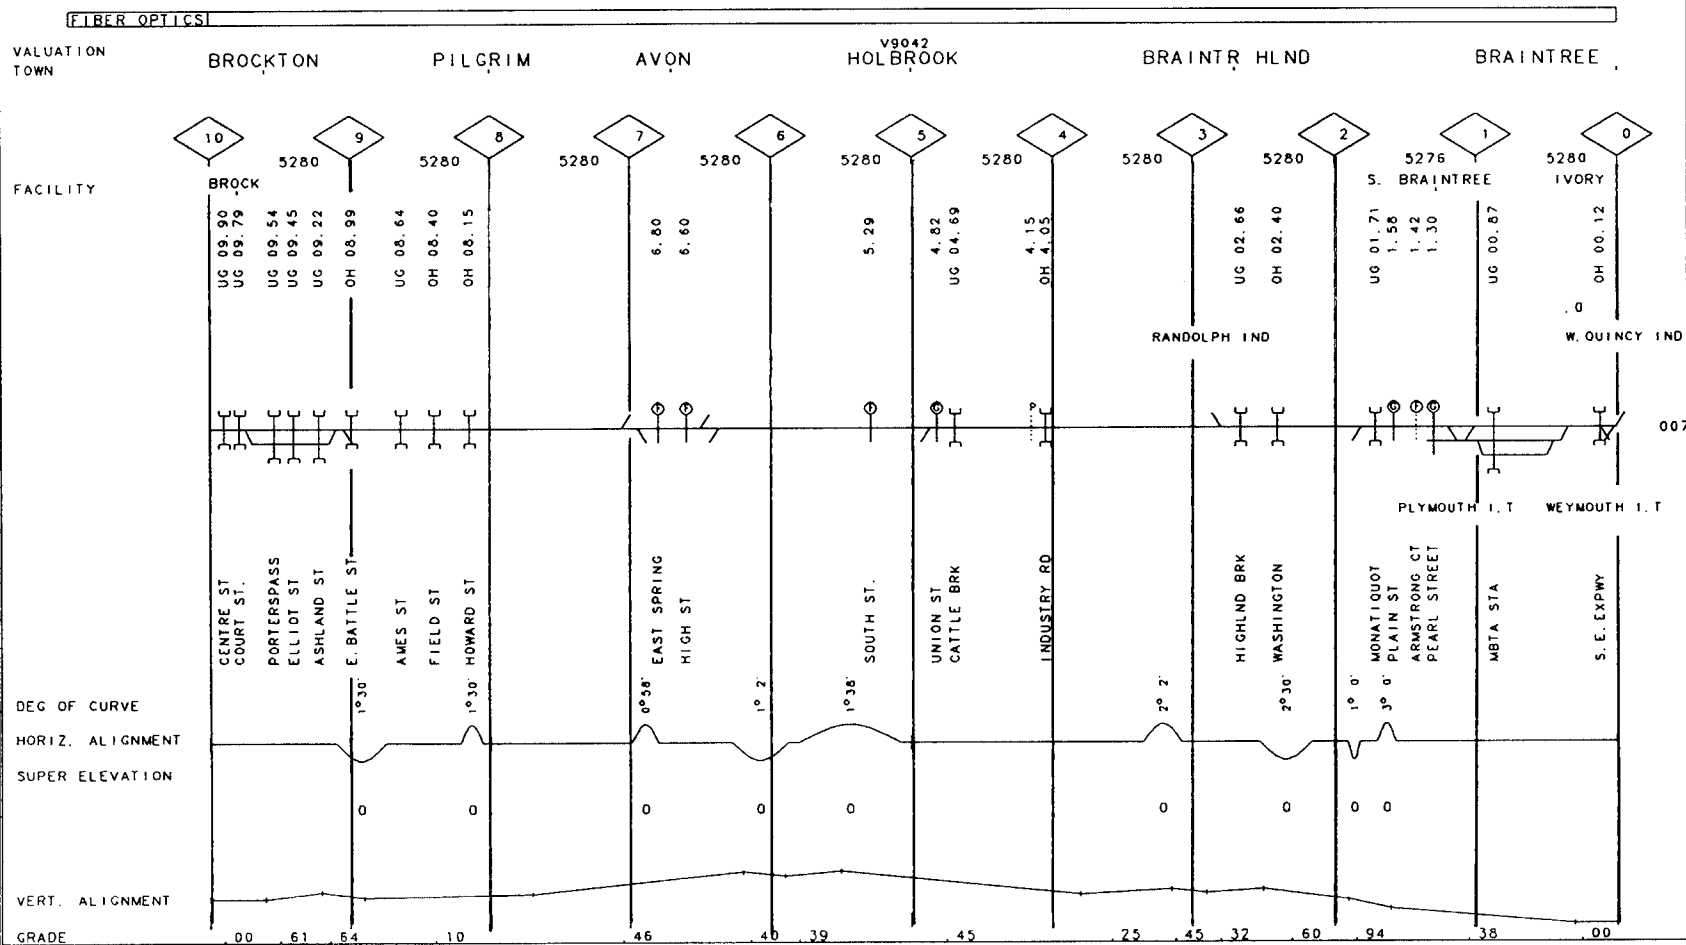 FIBER OPTICS
VALUATION
TOWN
BROCKTON PILGRIM AVON V9042 HOLBROOK BRAINTR HLND BRAINTREE
10 9 8 7 6 5 4 3 2 1 0
5280 5280 5280 5280 5280 5280 5280 5276 5280
FACILITY
BROCK S. BRAINTREE IVORY
UG 09.90
UG 09.79
UG 09.54
UG 09.45
UG 09.22
OH 08.99
UG 08.64
OH 08.40
OH 08.15
6.80
6.60
5.29
4.82
UG 04.69
4.15
OH 4.05
UG 02.66
OH 02.40
UG 01.71
1.58
1.42
1.30
UG 00.87
OH 00.12
.0
RANDOLPH IND W.QUINCY IND
F F F G P G F G
007
PLYMOUTH I.T WEYMOUTH I.T
CENTRE ST
COURT ST.
PORTERSPASS
ELLIOT ST
ASHLAND ST
E.BATTLE ST
AMES ST
FIELD ST
HOWARD ST
EAST SPRING
HIGH ST
SOUTH ST.
UNION ST
CATTLE BRK
INDUSTRY RD
HIGHLND BRK
WASHINGTON
MONATIQUOT
PLAIN ST
ARMSTRONG CT
PEARL STREET
MBTA STA
S.E.EXPWY
DEG OF CURVE
1°30' 1°30' 0°58' 1° 2' 1°38' 2° 2' 2°30' 1° 0' 3° 0'
HORIZ. ALIGNMENT
SUPER ELEVATION
0 0 0 0 0 0 0 0 0
VERT. ALIGNMENT
GRADE .00 .61 .64 .10 .46 .40 .39 .45 .25 .45 .32 .60 .94 .38 .00